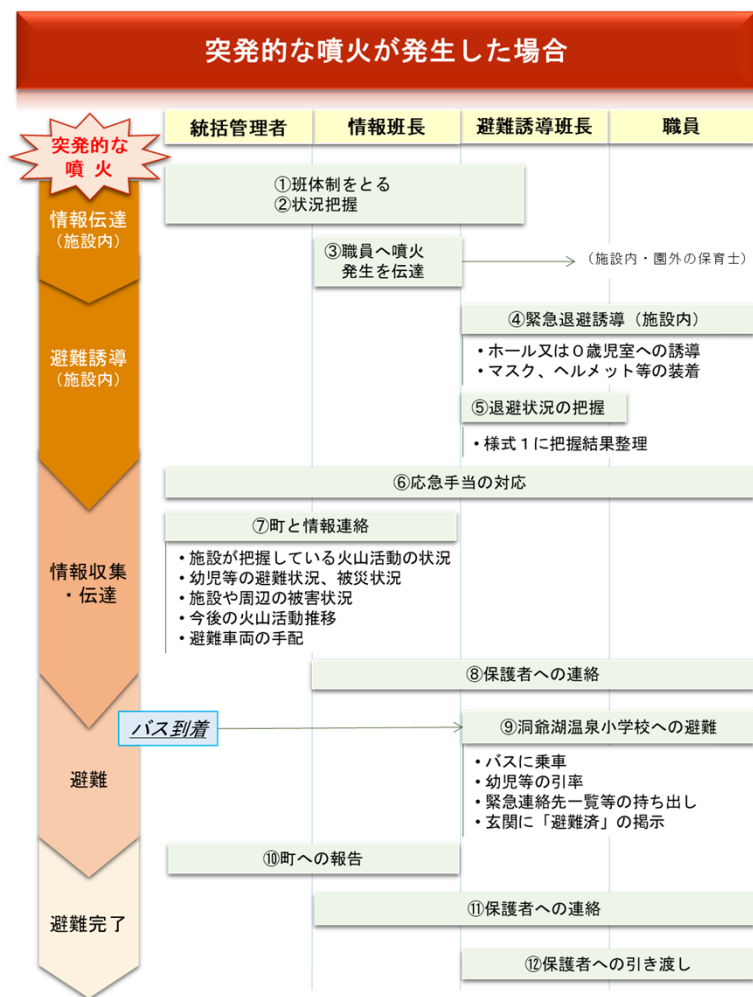 突発的な噴火が発生した場合
統括管理者
情報班長
避難誘導班長
職員
突発的な
噴 火
①班体制をとる
②状況把握
情報伝達
（施設内）
③職員へ噴火
発生を伝達
（施設内・園外の保育士）
④緊急退避誘導（施設内）
・ホール又は０歳児室への誘導
・マスク、ヘルメット等の装着
避難誘導
（施設内）
⑤退避状況の把握
・様式１に把握結果整理
⑥応急手当の対応
⑦町と情報連絡
・施設が把握している火山活動の状況
・幼児等の避難状況、被災状況
・施設や周辺の被害状況
・今後の火山活動推移
・避難車両の手配
情報収集
・伝達
⑧保護者への連絡
バス到着
⑨洞爺湖温泉小学校への避難
・バスに乗車
・幼児等の引率
・緊急連絡先一覧等の持ち出し
・玄関に「避難済」の掲示
避難
⑩町への報告
⑪保護者への連絡
避難完了
⑫保護者への引き渡し